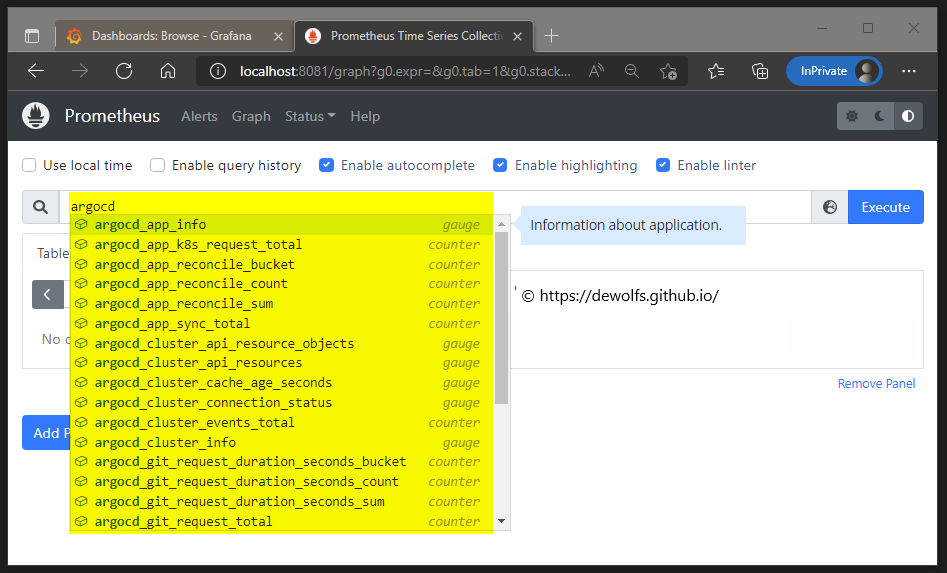 Dashboards: Browse - Grafana
Prometheus Time Series Collectio
localhost:8081/graph?g0.expr=&g0.tab=1&g0.stack...
InPrivate
Prometheus Alerts Graph Status Help
Use local time Enable query history Enable autocomplete Enable highlighting Enable linter
argocd
Execute
argocd_app_info gauge
Information about application.
argocd_app_k8s_request_total counter
Table
argocd_app_reconcile_bucket counter
argocd_app_reconcile_count counter
© https://dewolfs.github.io/
argocd_app_reconcile_sum counter
argocd_app_sync_total counter
No
argocd_cluster_api_resource_objects gauge
argocd_cluster_api_resources gauge
argocd_cluster_cache_age_seconds gauge
Remove Panel
argocd_cluster_connection_status gauge
argocd_cluster_events_total counter
Add
argocd_cluster_info gauge
argocd_git_request_duration_seconds_bucket counter
argocd_git_request_duration_seconds_count counter
argocd_git_request_duration_seconds_sum counter
argocd_git_request_total counter